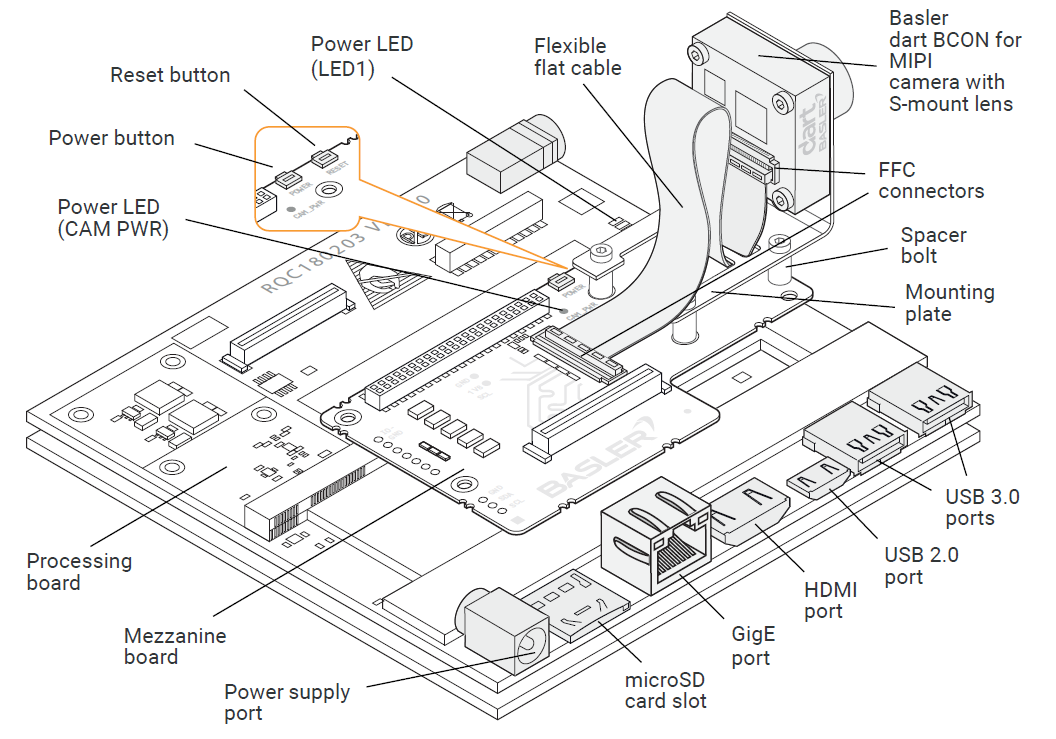 Power LED
(LED1)
Flexible
flat cable
Basler
dart BCON for
MIPI
camera with
S-mount lens
Reset button
Power button
Power LED
(CAM PWR)
RESET
POWER
CAM_PWR
RQC180203 V
0
dart
BASLER
FFC
connectors
Spacer
bolt
Mounting
plate
POWER
CAM_PWR
BASLER
USB 3.0
ports
USB 2.0
port
HDMI
port
GigE
port
microSD
card slot
Power supply
port
Mezzanine
board
Processing
board